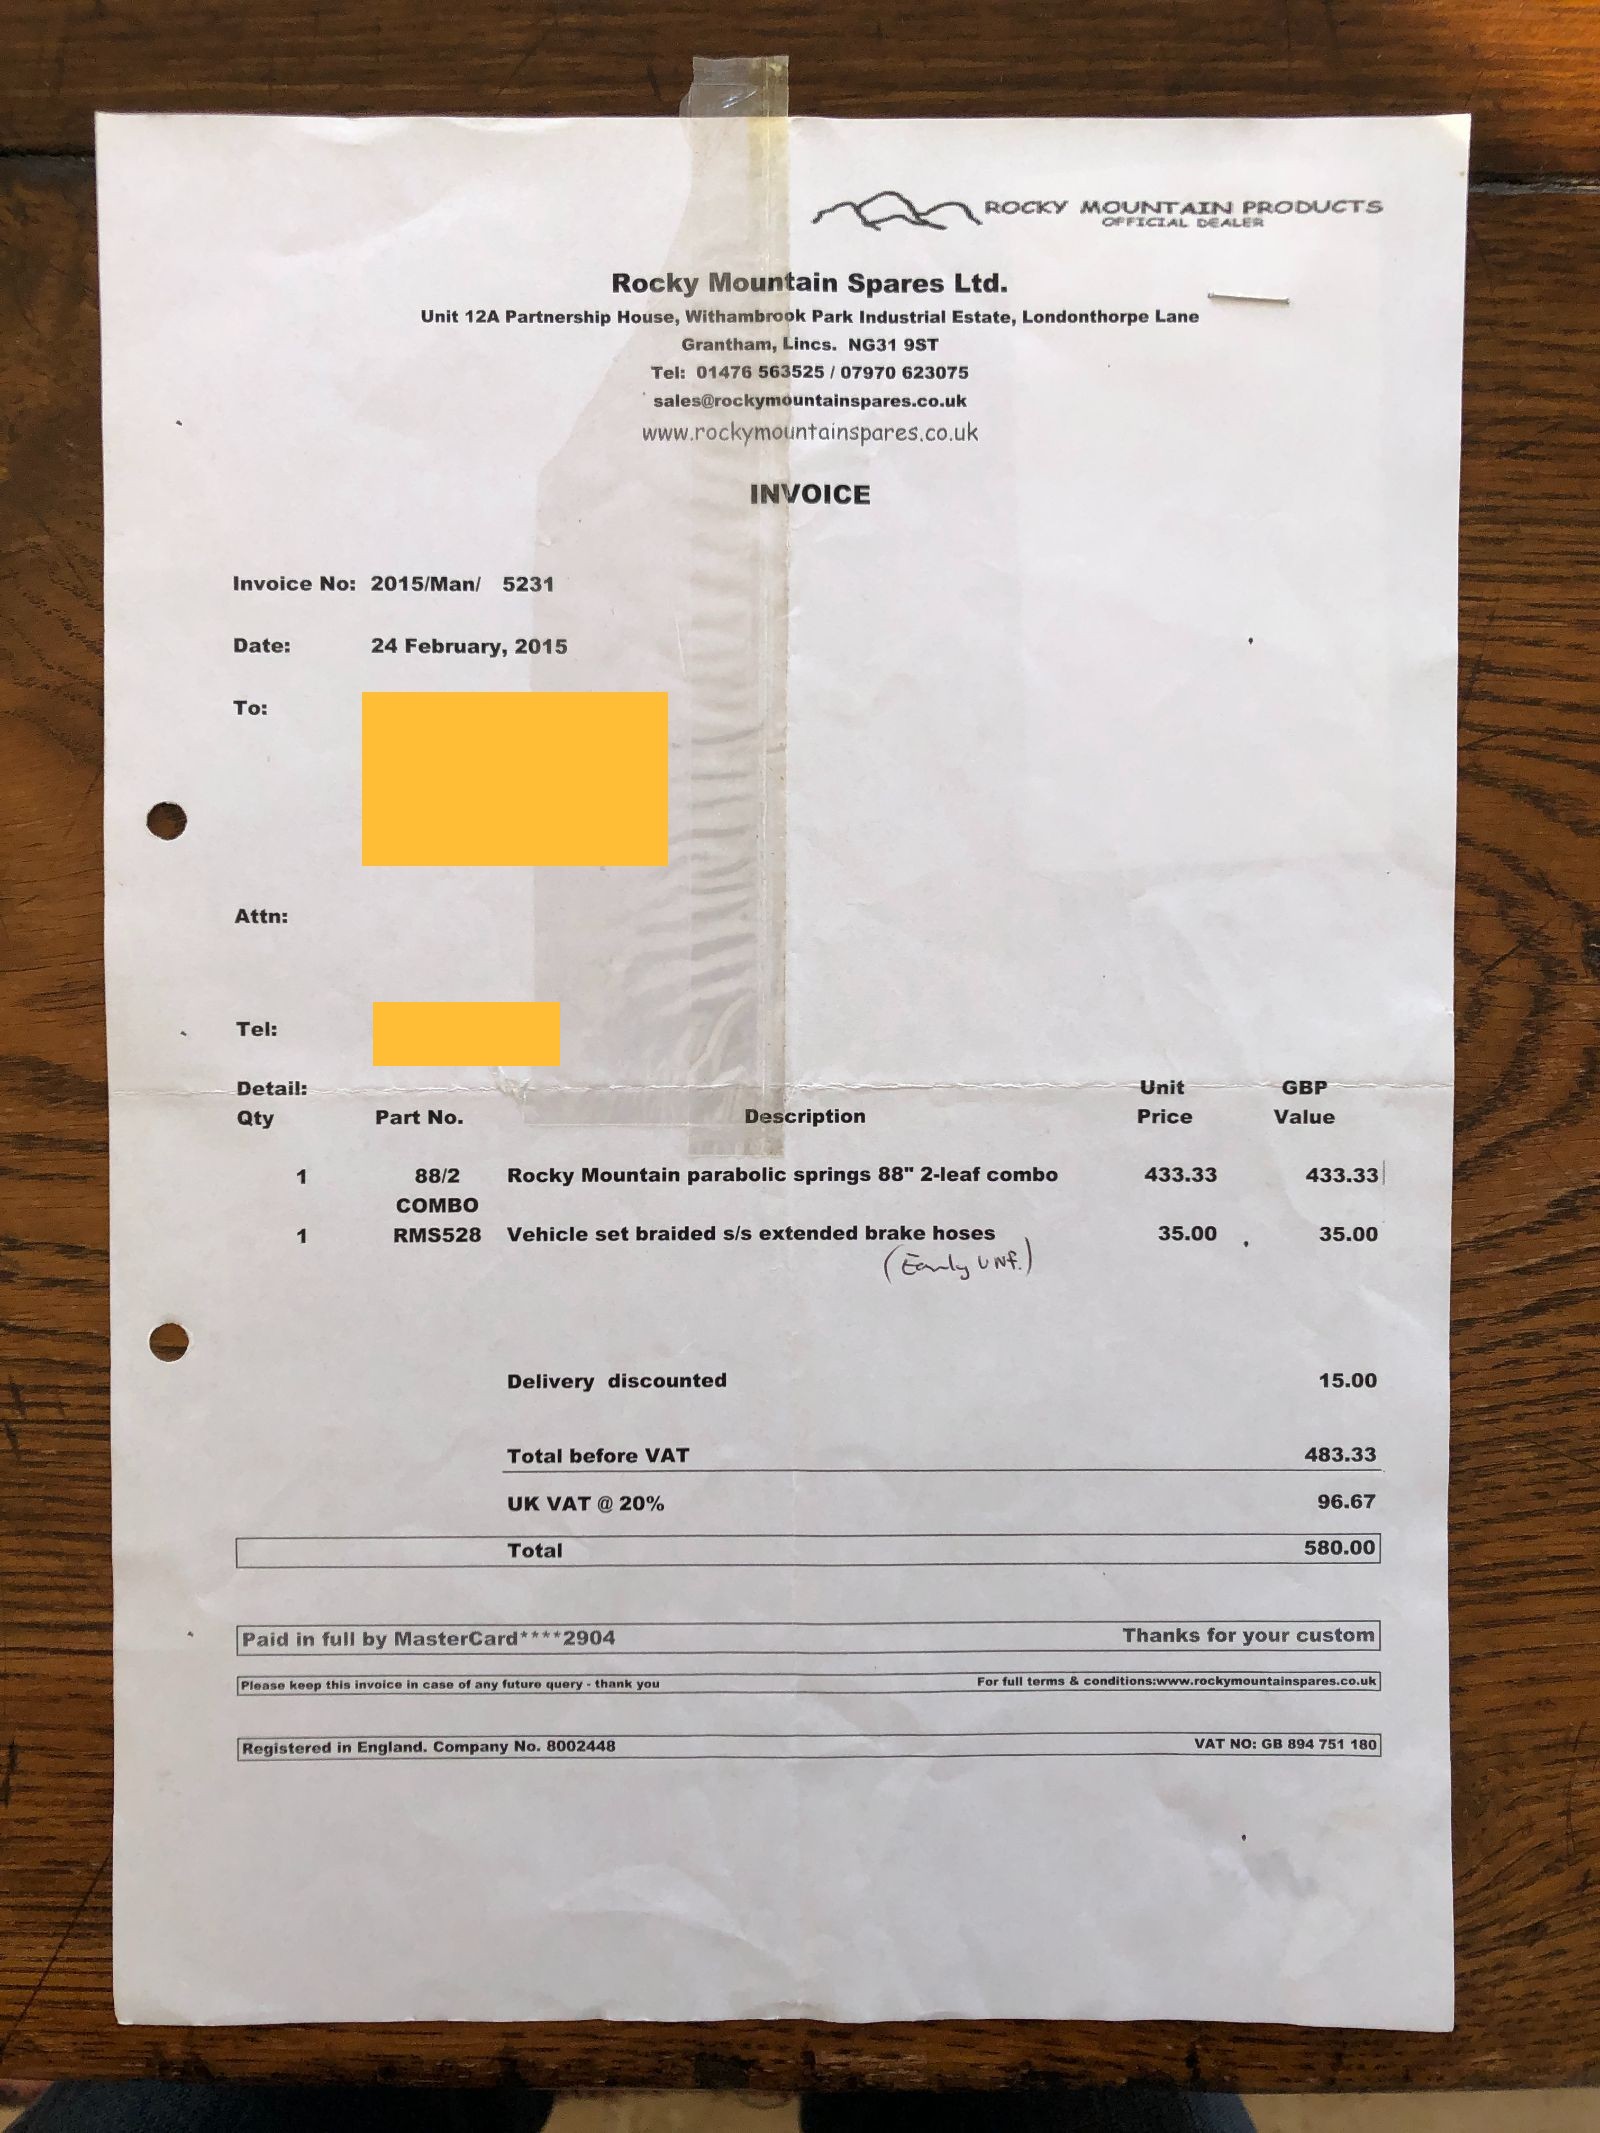 ROCKY MOUNTAIN PRODUCTS
OFFICIAL DEALER
Rocky Mountain Spares Ltd.
Unit 12A Partnership House, Withambrook Park Industrial Estate, Londonthorpe Lane
Grantham, Lincs. NG31 9ST
Tel: 01476 563525 / 07970 623075
sales@rockymountainspares.co.uk
www.rockymountainspares.co.uk
INVOICE
Invoice No: 2015/Man/ 5231
Date: 24 February, 2015
To:
Attn:
Tel:
Detail: Unit GBP
Qty Part No. Description Price Value
1 88/2 Rocky Mountain parabolic springs 88" 2-leaf combo 433.33 433.33
COMBO
1 RMS528 Vehicle set braided s/s extended brake hoses 35.00 35.00
(Early UNF.)
Delivery discounted 15.00
Total before VAT 483.33
UK VAT @ 20% 96.67
Total 580.00
Paid in full by MasterCard****2904 Thanks for your custom
Please keep this invoice in case of any future query - thank you For full terms & conditions:www.rockymountainspares.co.uk
Registered in England. Company No. 8002448 VAT NO: GB 894 751 180